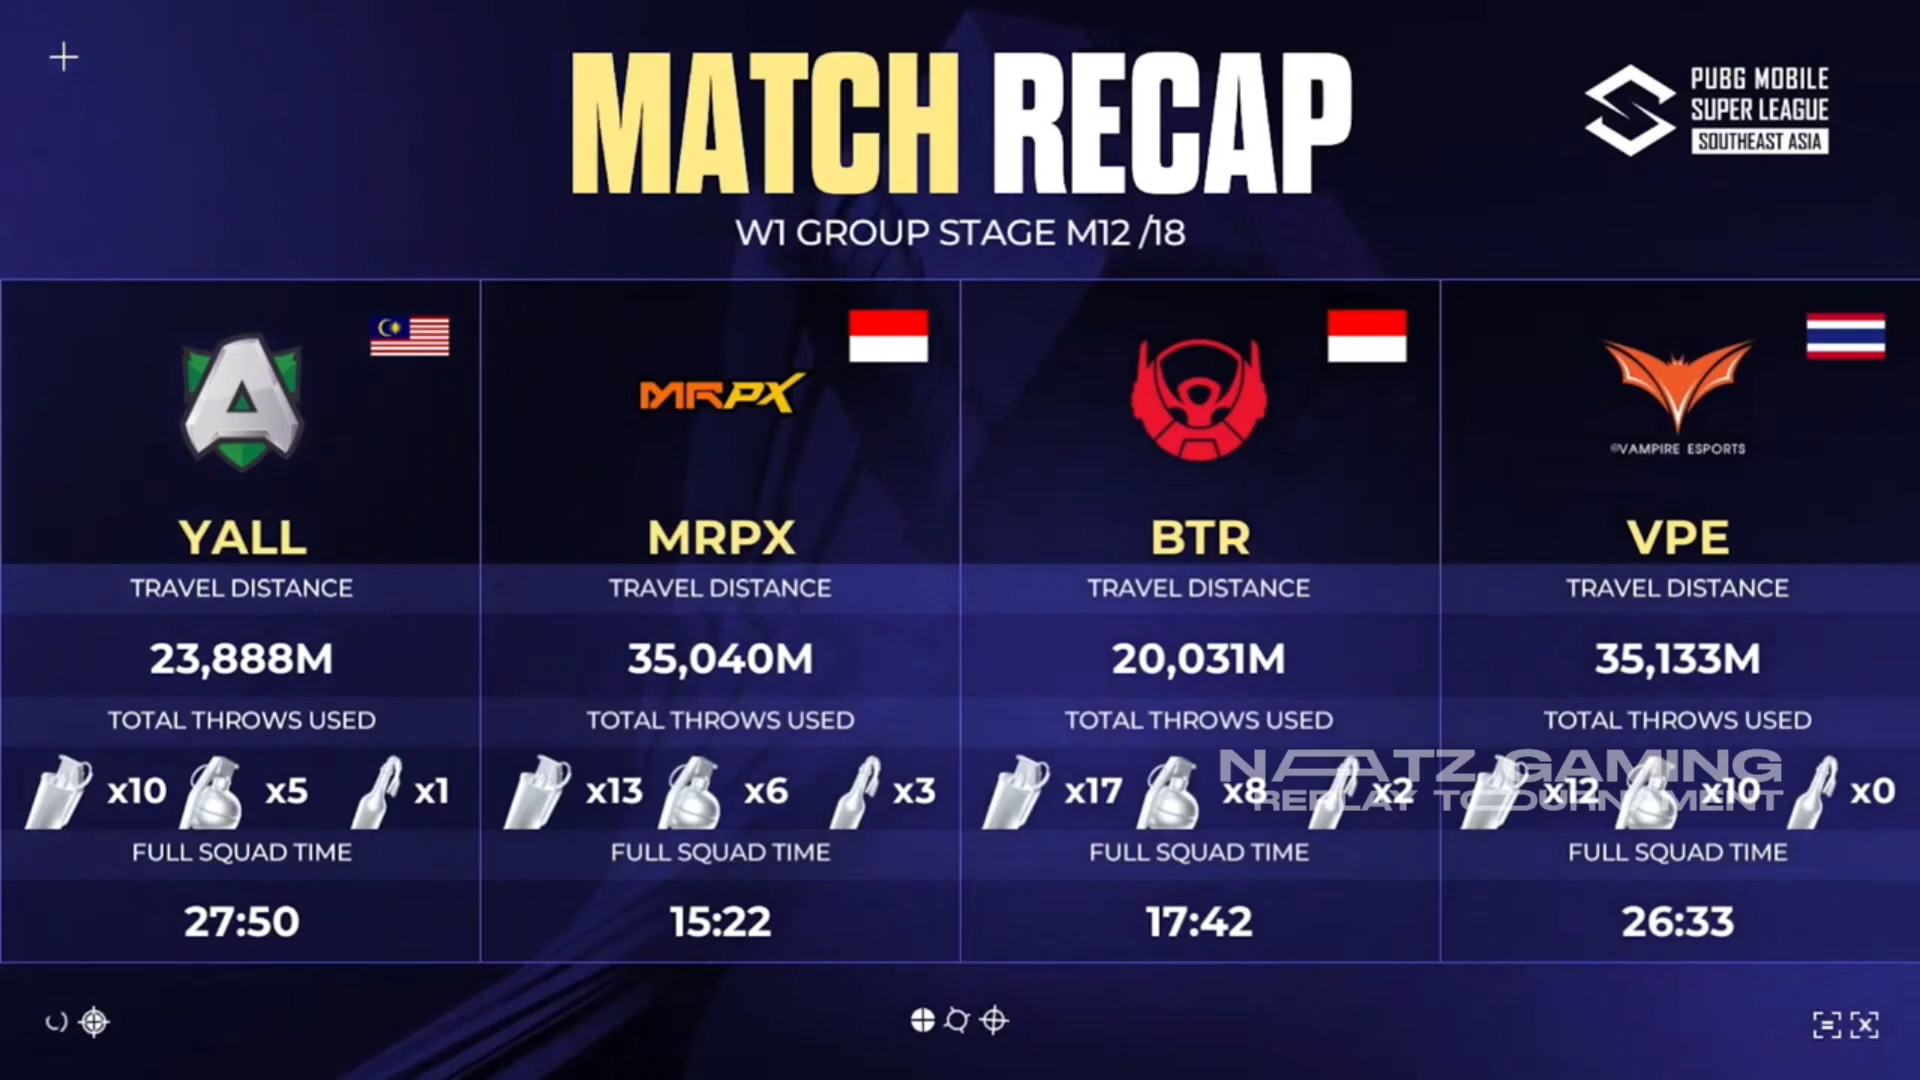 MATCH RECAP
W1 GROUP STAGE M12 /18
PUBG MOBILE
SUPER LEAGUE
SOUTHEAST ASIA
A
MRPX
@VAMPIRE ESPORTS
YALL
MRPX
BTR
VPE
TRAVEL DISTANCE
TRAVEL DISTANCE
TRAVEL DISTANCE
TRAVEL DISTANCE
23,888M
35,040M
20,031M
35,133M
TOTAL THROWS USED
TOTAL THROWS USED
TOTAL THROWS USED
TOTAL THROWS USED
x10 x5 x1
x13 x6 x3
x17 x8 x2
x12 x10 x0
NEATZ GAMING
REPLAY TOURNAMENT
FULL SQUAD TIME
FULL SQUAD TIME
FULL SQUAD TIME
FULL SQUAD TIME
27:50
15:22
17:42
26:33